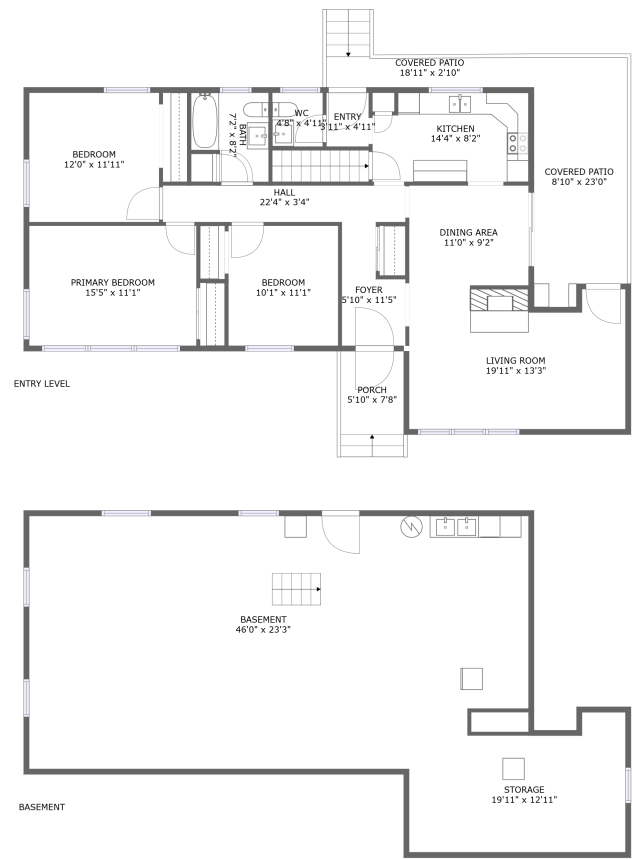 COVERED PATIO
18'11" x 2'10"
WC
4'8" x 4'11"
ENTRY
3'11" x 4'11"
BATH
7'2" x 8'2"
KITCHEN
14'4" x 8'2"
BEDROOM
12'0" x 11'11"
COVERED PATIO
8'10" x 23'0"
HALL
22'4" x 3'4"
DINING AREA
11'0" x 9'2"
PRIMARY BEDROOM
15'5" x 11'1"
BEDROOM
10'1" x 11'1"
FOYER
5'10" x 11'5"
LIVING ROOM
19'11" x 13'3"
ENTRY LEVEL
PORCH
5'10" x 7'8"
BASEMENT
46'0" x 23'3"
STORAGE
19'11" x 12'11"
BASEMENT